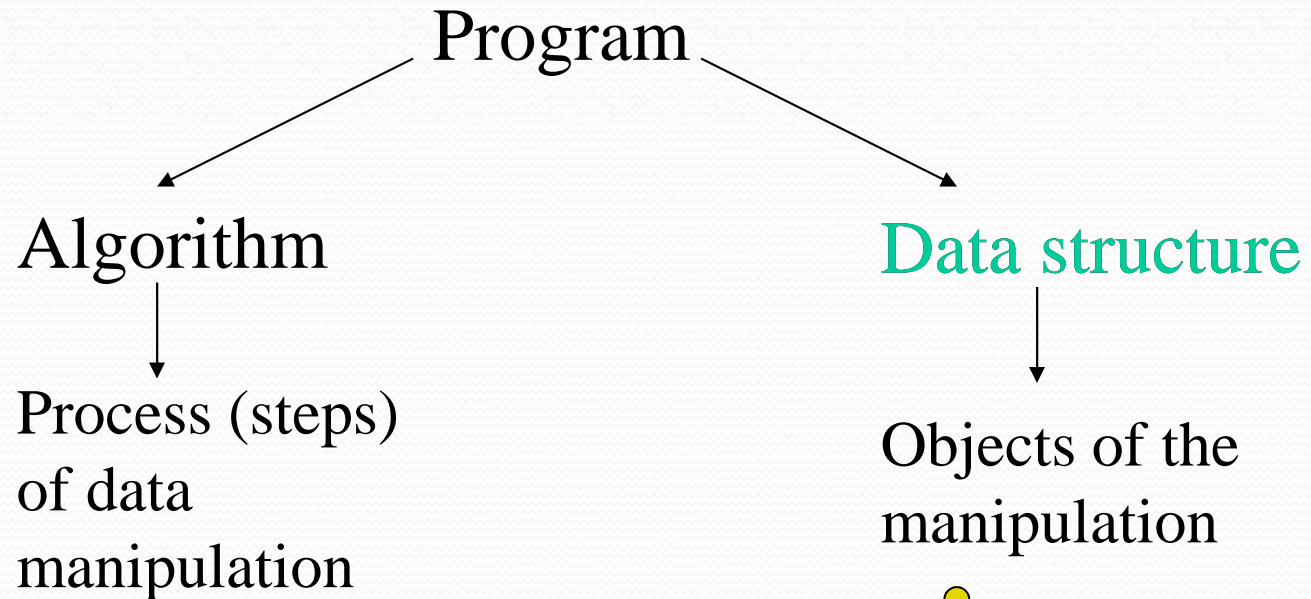 Program
Algorithm
Data structure
Process (steps)
of data
manipulation
Objects of the
manipulation